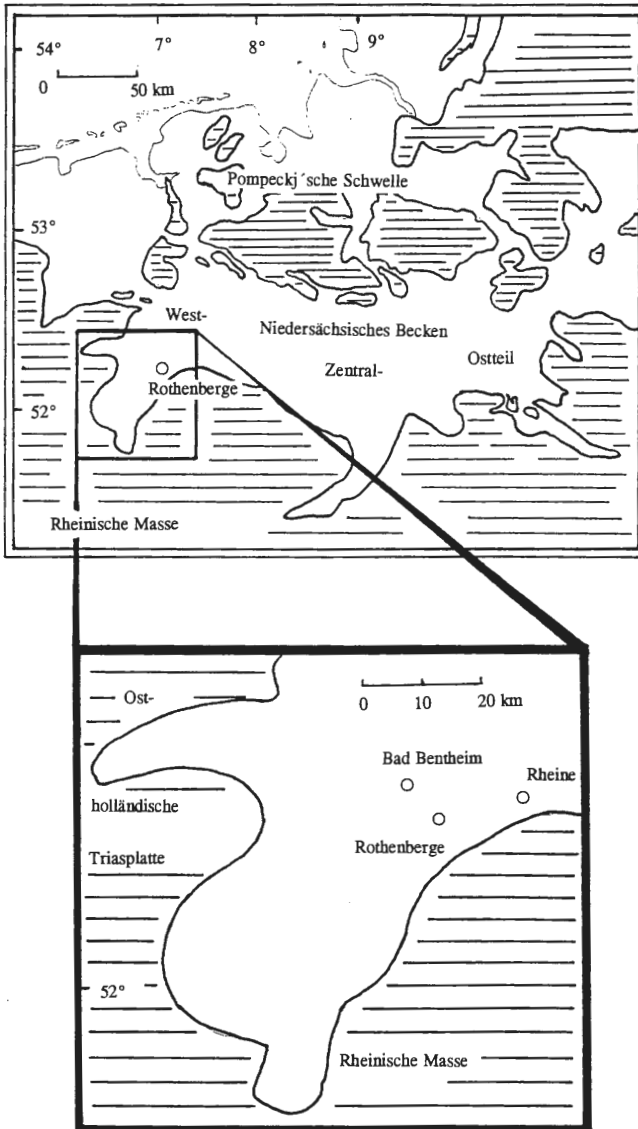 54°
7°
8°
9°
0 50 km
Pompeckj´sche Schwelle
53°
West-
Niedersächsisches Becken
Zentral-
Ostteil
Rothenberge
52°
Rheinische Masse
Ost-
0 10 20 km
Bad Bentheim
Rheine
holländische
Rothenberge
Triasplatte
52°
Rheinische Masse